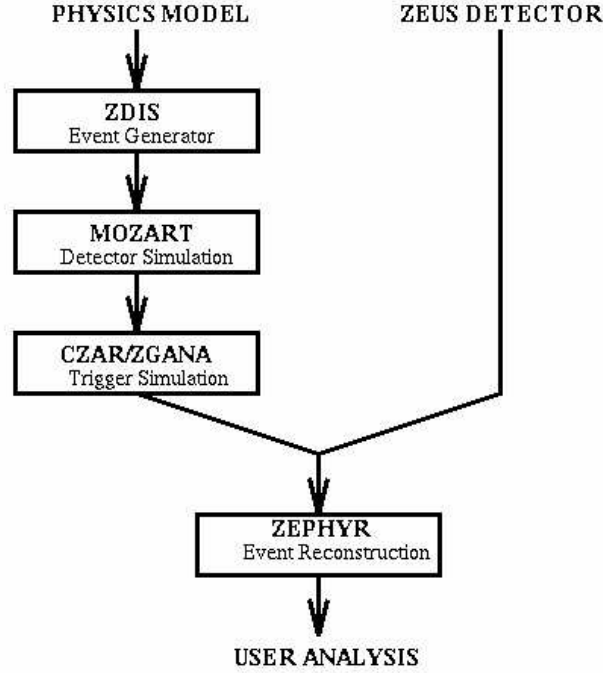 PHYSICS MODEL
ZEUS DETECTOR
ZDIS
Event Generator
MOZART
Detector Simulation
CZAR/ZGANA
Trigger Simulation
ZEPHYR
Event Reconstruction
USER ANALYSIS